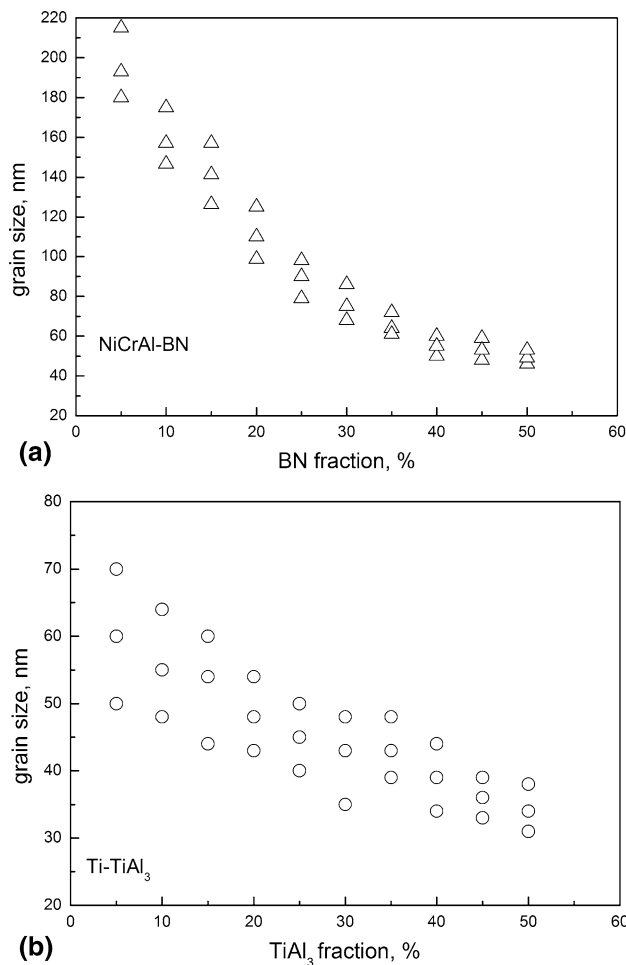 220
200
180
160
140
120
100
80
60
40
20
grain size, nm
NiCrAl-BN
0 10 20 30 40 50 60
(a)
BN fraction, %
80
70
60
50
40
30
20
grain size, nm
Ti-TiAl₃
0 10 20 30 40 50 60
(b)
TiAl₃ fraction, %